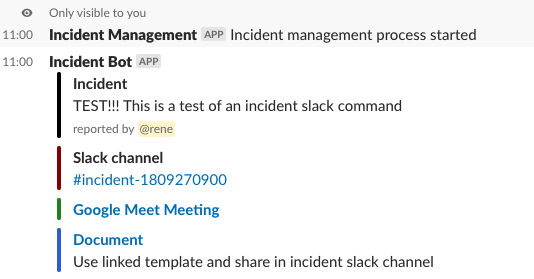 Only visible to you
11:00 Incident Management APP Incident management process started
11:00 Incident Bot APP
Incident
TEST!!! This is a test of an incident slack command
reported by @rene
Slack channel
#incident-1809270900
Google Meet Meeting
Document
Use linked template and share in incident slack channel